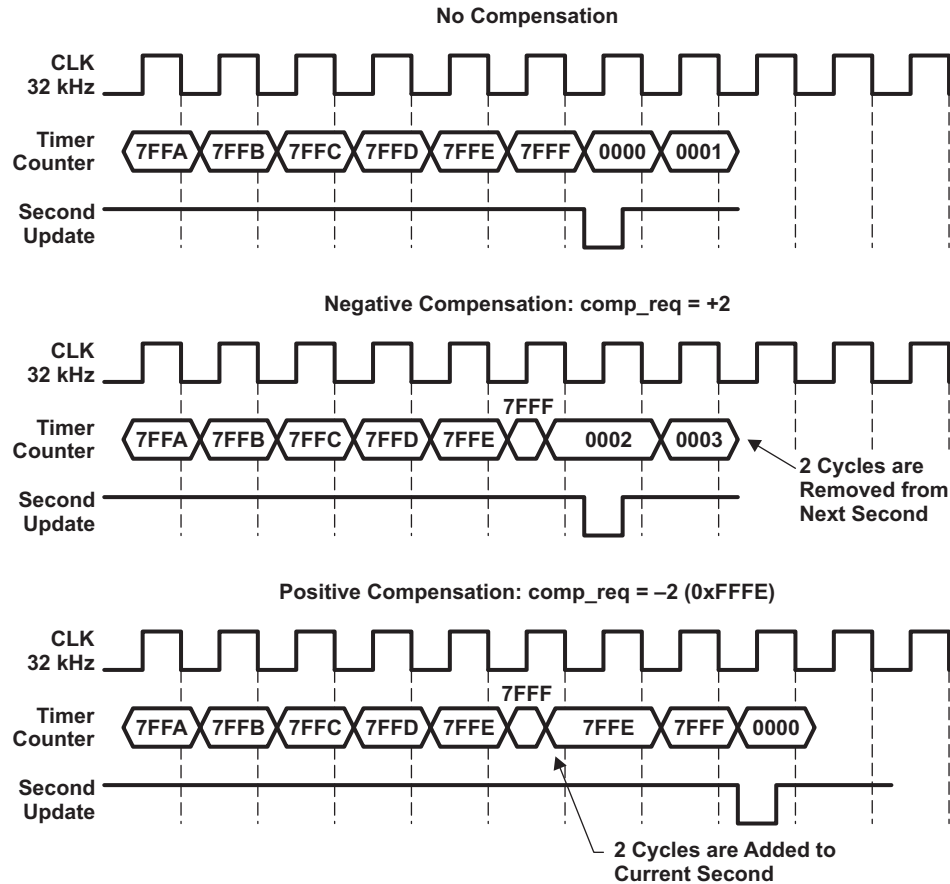 No Compensation
CLK
32 kHz
Timer
Counter
7FFA 7FFB 7FFC 7FFD 7FFE 7FFF 0000 0001
Second
Update
Negative Compensation: comp_req = +2
CLK
32 kHz
7FFF
Timer
Counter
7FFA 7FFB 7FFC 7FFD 7FFE 0002 0003
2 Cycles are
Removed from
Next Second
Second
Update
Positive Compensation: comp_req = –2 (0xFFFE)
CLK
32 kHz
7FFF
Timer
Counter
7FFA 7FFB 7FFC 7FFD 7FFE 7FFE 7FFF 0000
Second
Update
2 Cycles are Added to
Current Second